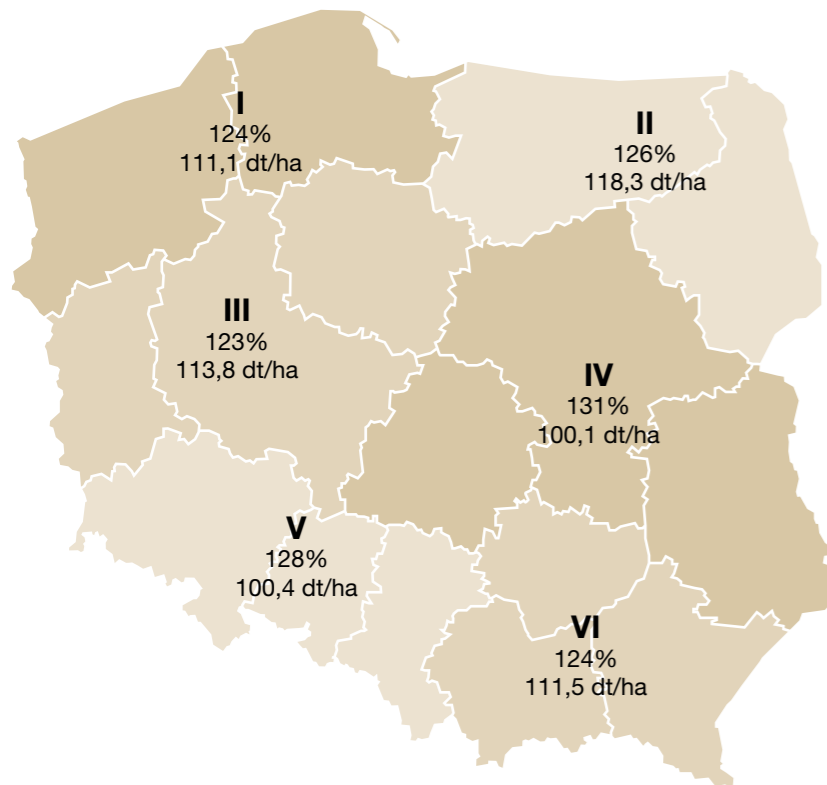 I
124%
111,1 dt/ha
II
126%
118,3 dt/ha
III
123%
113,8 dt/ha
IV
131%
100,1 dt/ha
V
128%
100,4 dt/ha
VI
124%
111,5 dt/ha